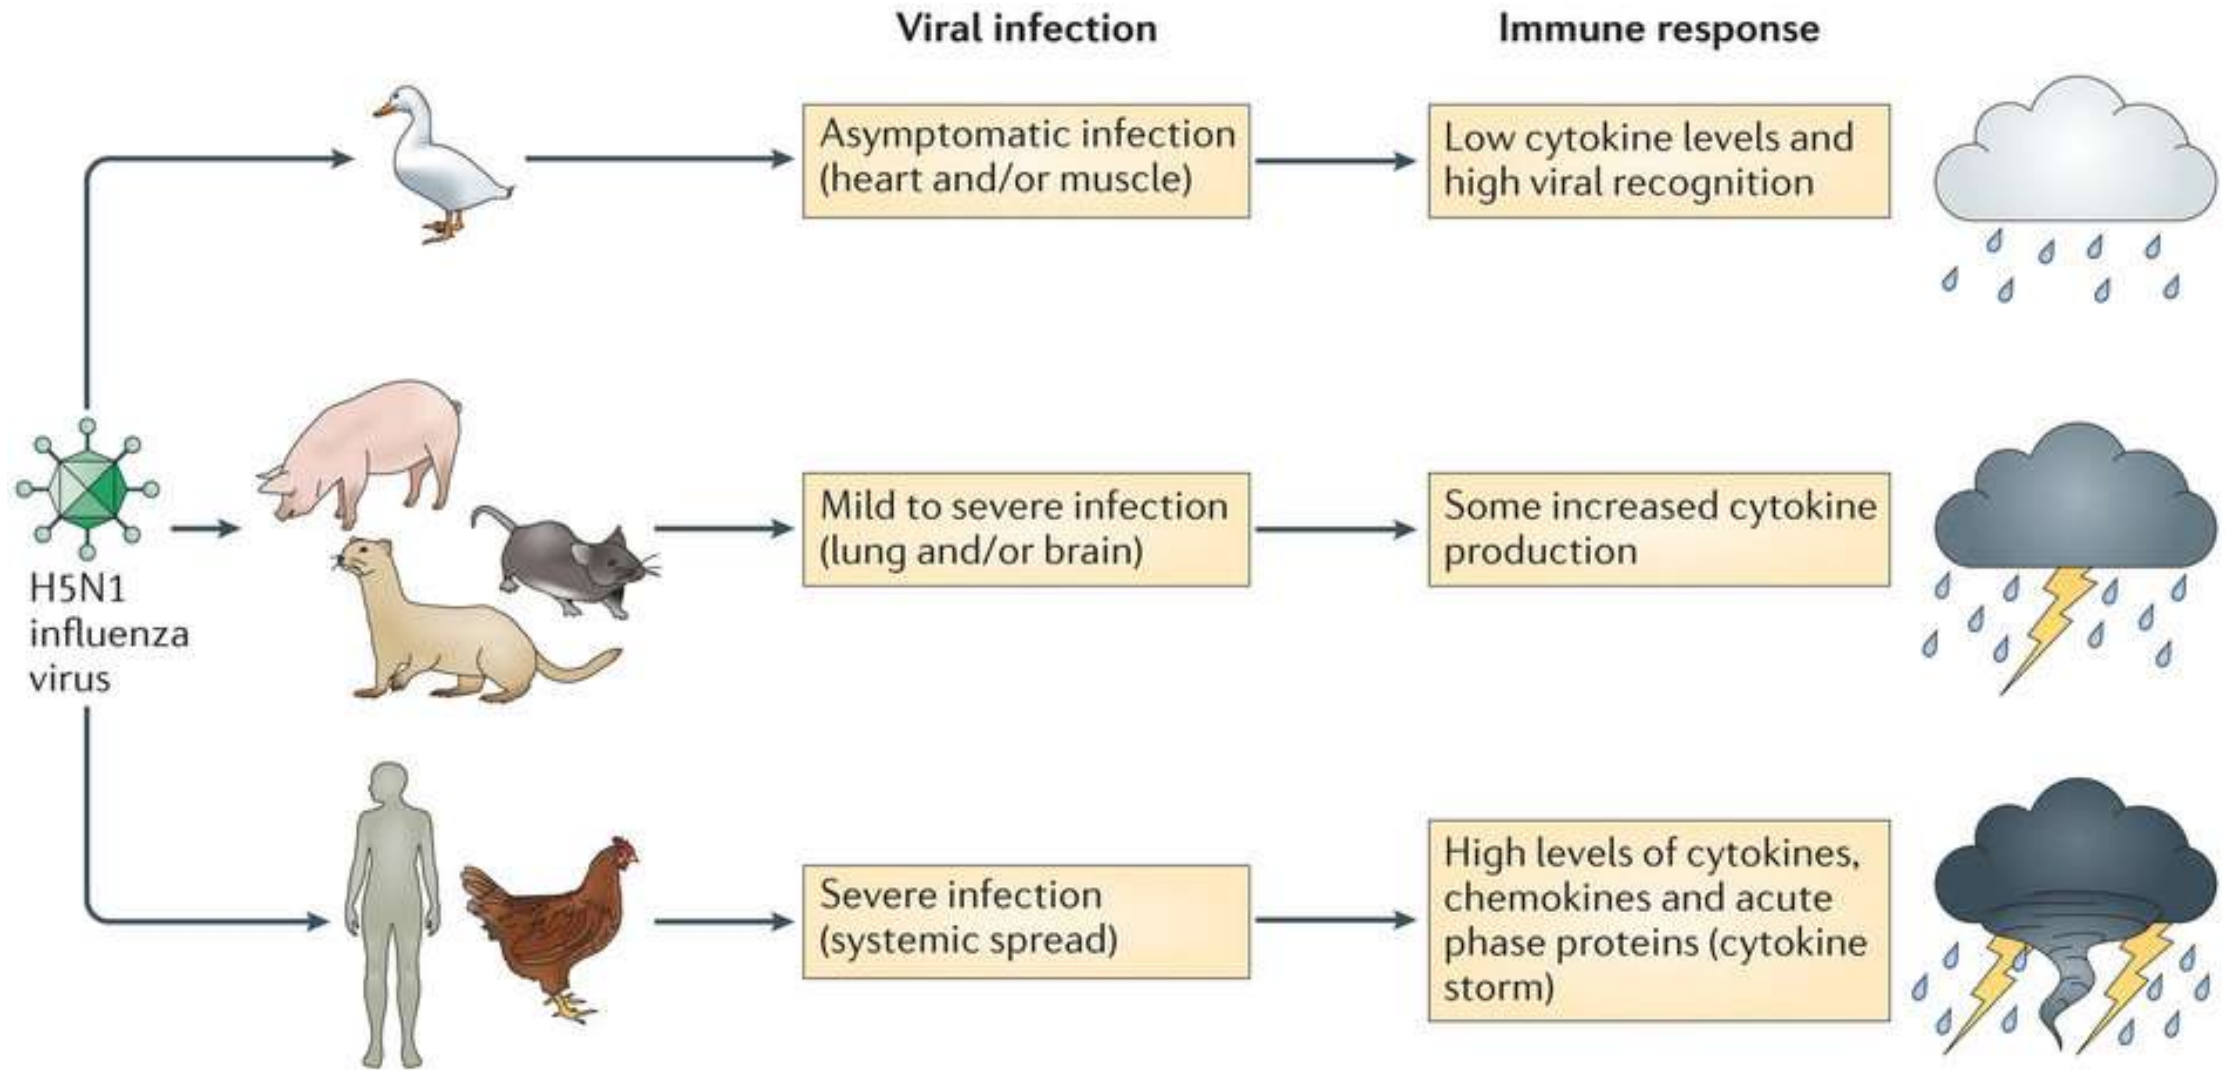 Viral infection
Immune response
Asymptomatic infection
(heart and/or muscle)
Low cytokine levels and
high viral recognition
H5N1
influenza
virus
Mild to severe infection
(lung and/or brain)
Some increased cytokine
production
Severe infection
(systemic spread)
High levels of cytokines,
chemokines and acute
phase proteins (cytokine
storm)